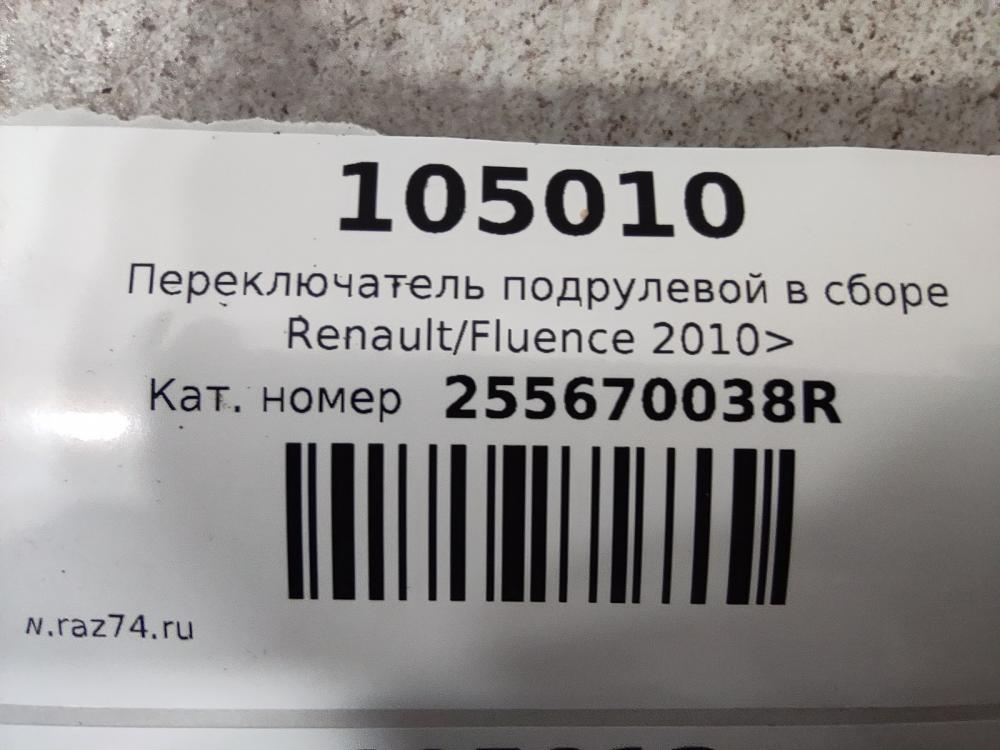 105010
Переключатель подрулевой в сборе
Renault/Fluence 2010>
Кат. номер 255670038R
w.raz74.ru